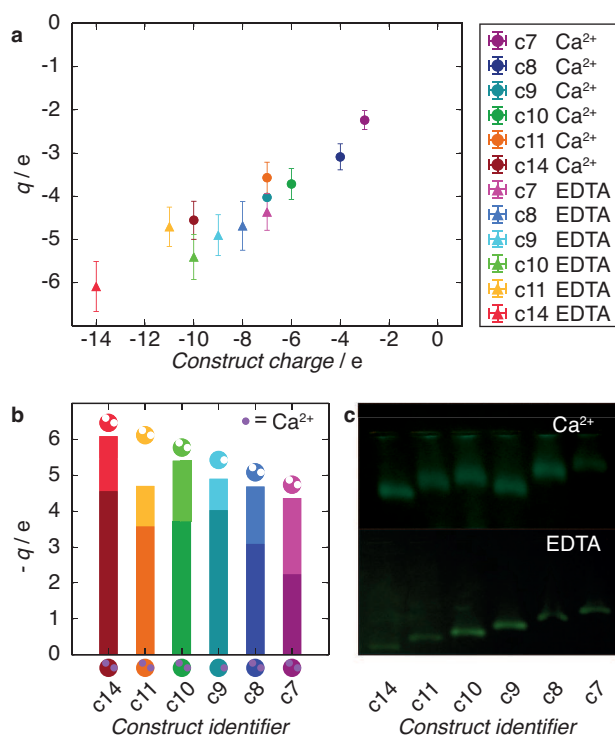 a
0
-1
-2
-3
-4
-5
-6
q / e
-14 -12 -10 -8 -6 -4 -2 0
Construct charge / e
c7 Ca²⁺
c8 Ca²⁺
c9 Ca²⁺
c10 Ca²⁺
c11 Ca²⁺
c14 Ca²⁺
c7 EDTA
c8 EDTA
c9 EDTA
c10 EDTA
c11 EDTA
c14 EDTA
b
= Ca²⁺
6
5
4
3
2
1
0
- q / e
c14 c11 c10 c9 c8 c7
Construct identifier
c
Ca²⁺
EDTA
c14 c11 c10 c9 c8 c7
Construct identifier